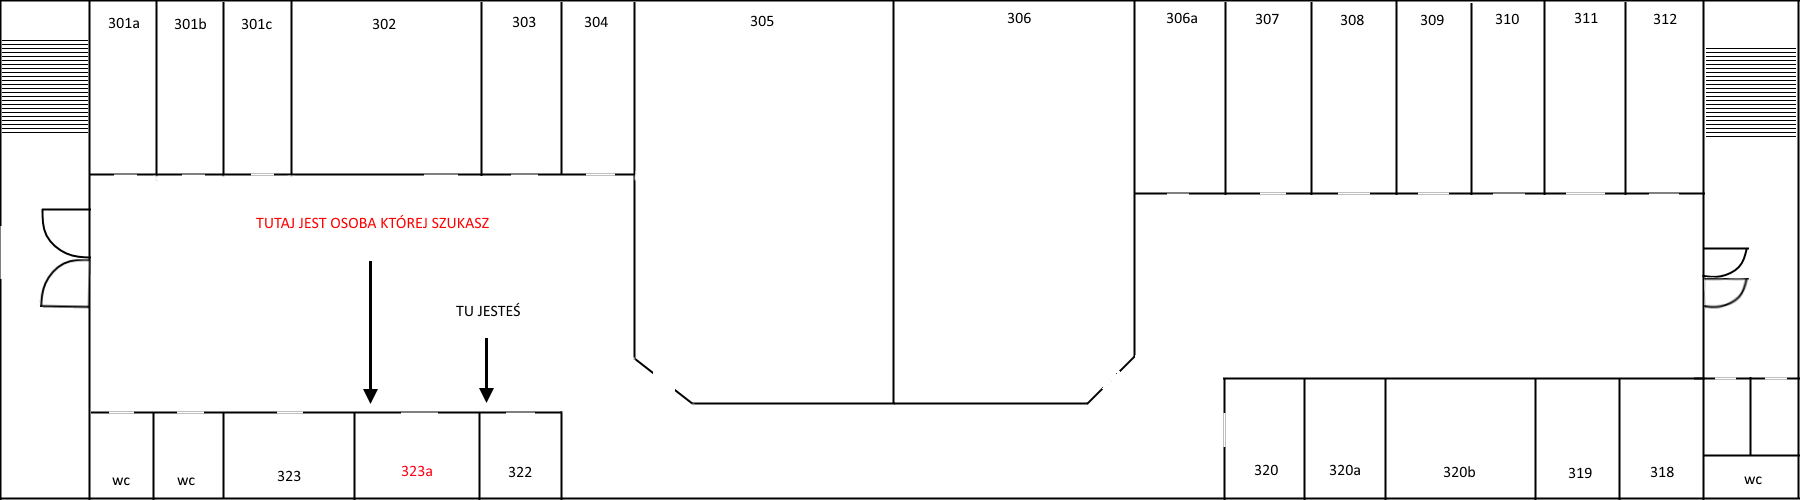 301a 301b 301c 302 303 304 305 306 306a 307 308 309 310 311 312
TUTAJ JEST OSOBA KTÓREJ SZUKASZ
TU JESTEŚ
wc wc 323 323a 322 320 320a 320b 319 318 wc